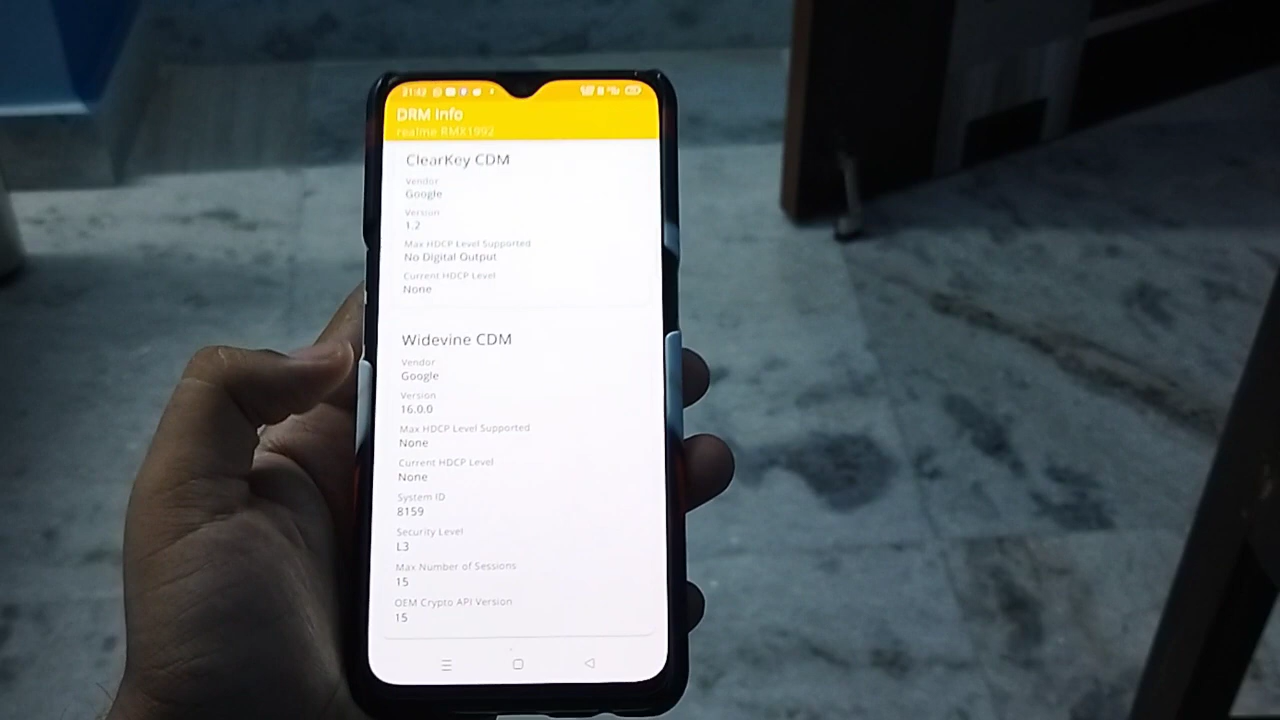 21:42
DRM Info
realme RMX1992
ClearKey CDM
Vendor
Google
Version
1.2
Max HDCP Level Supported
No Digital Output
Current HDCP Level
None
Widevine CDM
Vendor
Google
Version
16.0.0
Max HDCP Level Supported
None
Current HDCP Level
None
System ID
8159
Security Level
L3
Max Number of Sessions
15
OEM Crypto API Version
15